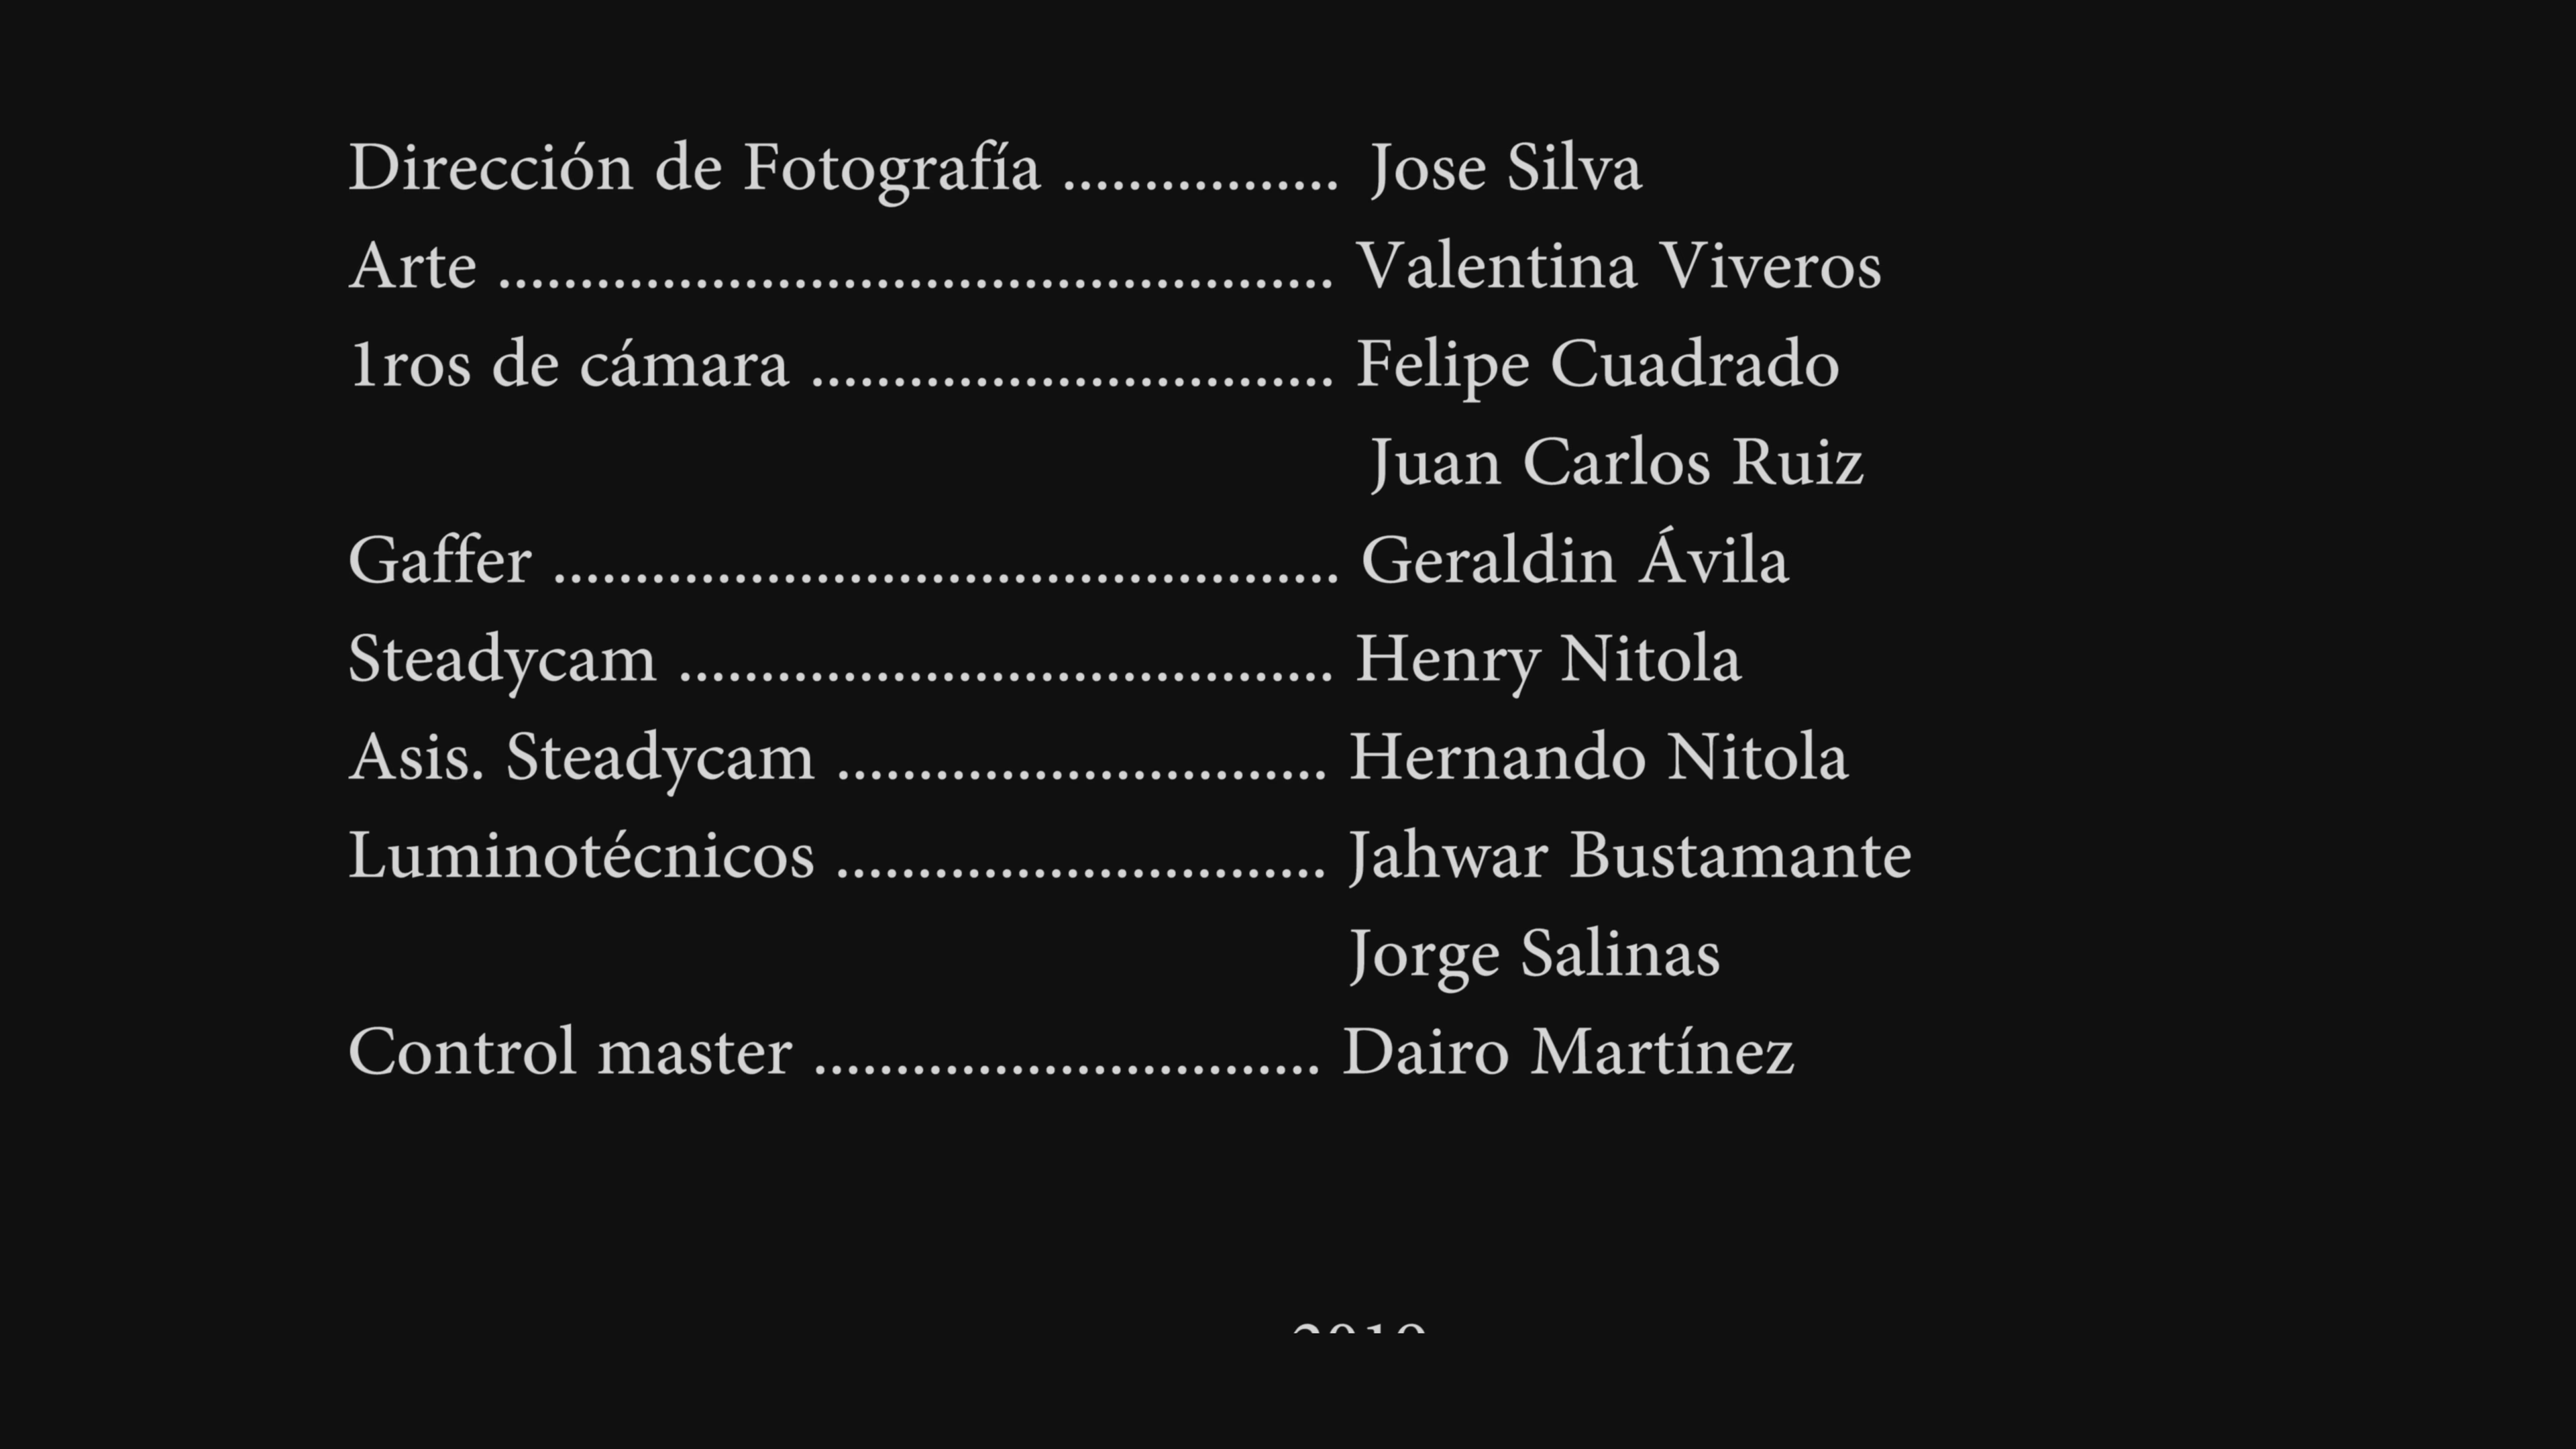 Dirección de Fotografía ................. Jose Silva
Arte ................................................... Valentina Viveros
1ros de cámara ................................ Felipe Cuadrado
Juan Carlos Ruiz
Gaffer ................................................ Geraldin Ávila
Steadycam ........................................ Henry Nitola
Asis. Steadycam .............................. Hernando Nitola
Luminotécnicos .............................. Jahwar Bustamante
Jorge Salinas
Control master ............................... Dairo Martínez